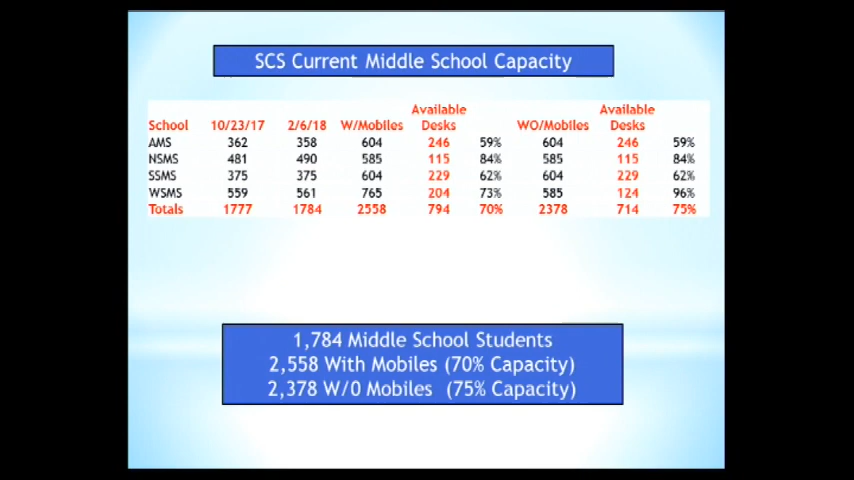 SCS Current Middle School Capacity
Available Available
School 10/23/17 2/6/18 W/Mobiles Desks WO/Mobiles Desks
AMS 362 358 604 246 59% 604 246 59%
NSMS 481 490 585 115 84% 585 115 84%
SSMS 375 375 604 229 62% 604 229 62%
WSMS 559 561 765 204 73% 585 124 96%
Totals 1777 1784 2558 794 70% 2378 714 75%
1,784 Middle School Students
2,558 With Mobiles (70% Capacity)
2,378 W/0 Mobiles (75% Capacity)